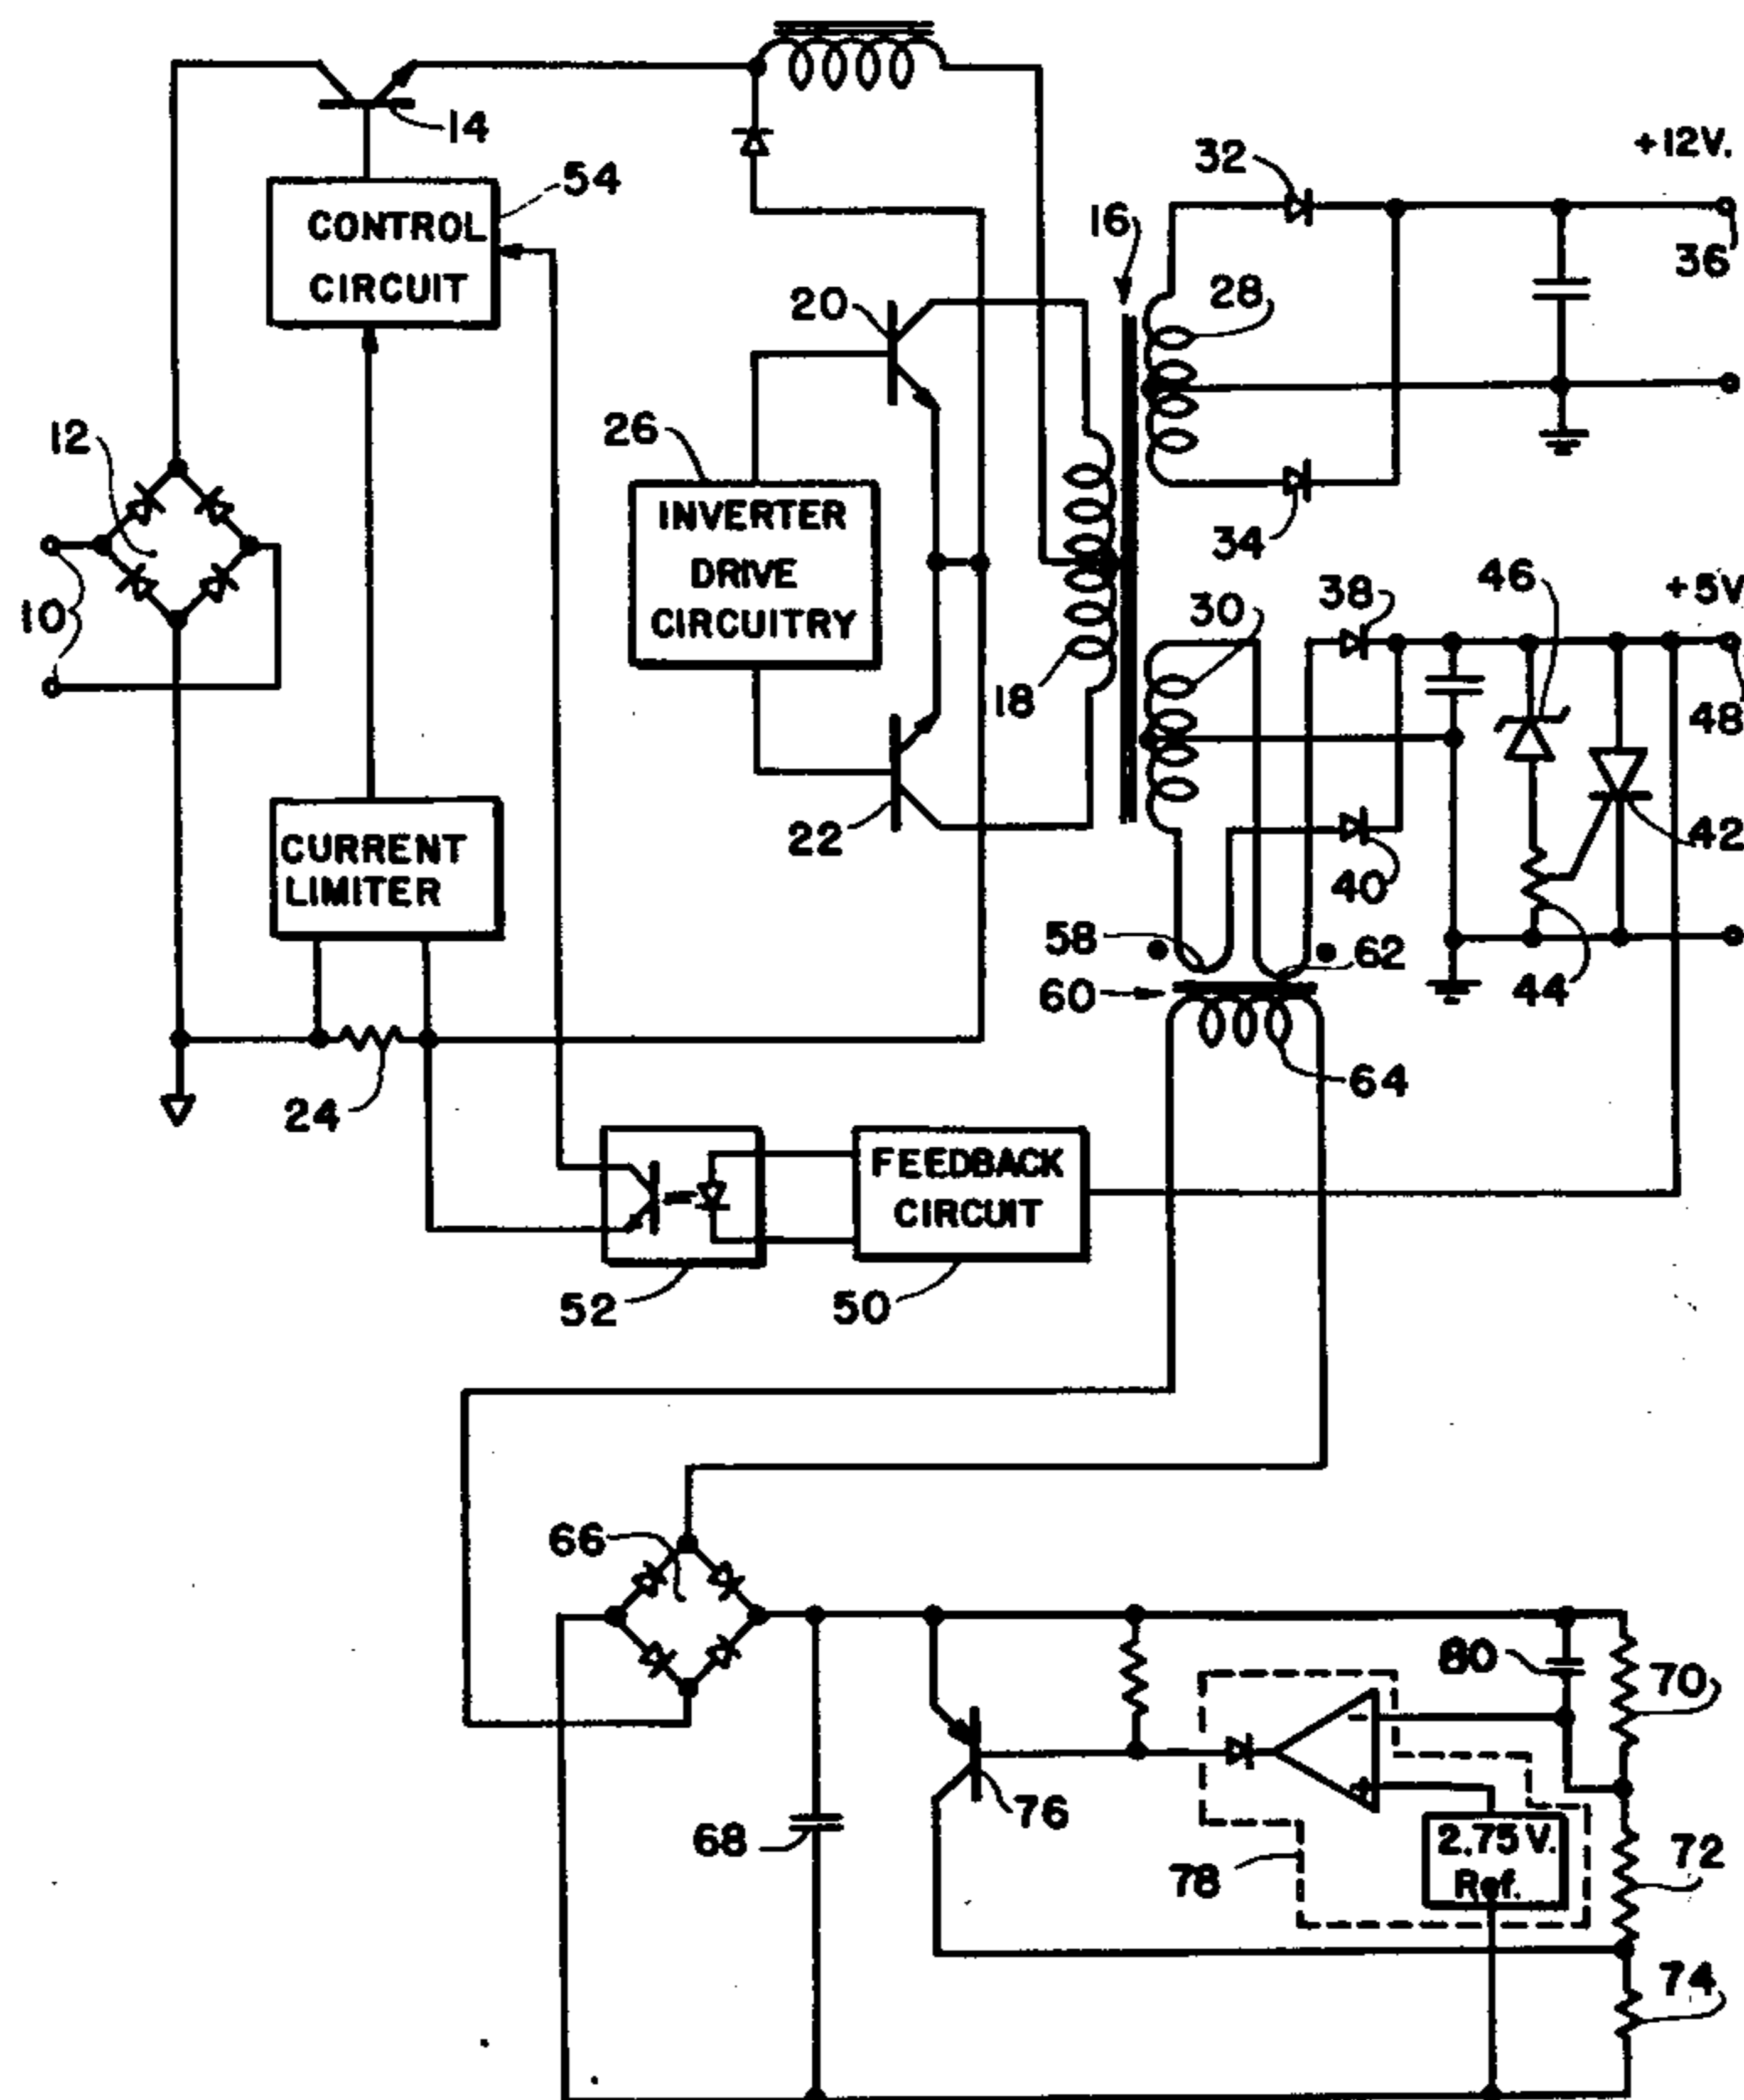 14
54
CONTROL
CIRCUIT
32
+12V.
16
36
28
20
12
26
34
INVERTER
DRIVE
CIRCUITRY
10
38
46
+5V
30
18
48
22
42
CURRENT
LIMITER
40
58
62
60
44
64
24
FEEDBACK
CIRCUIT
52
50
66
80
70
-
+
76
68
2.75 V.
Ref.
72
78
74